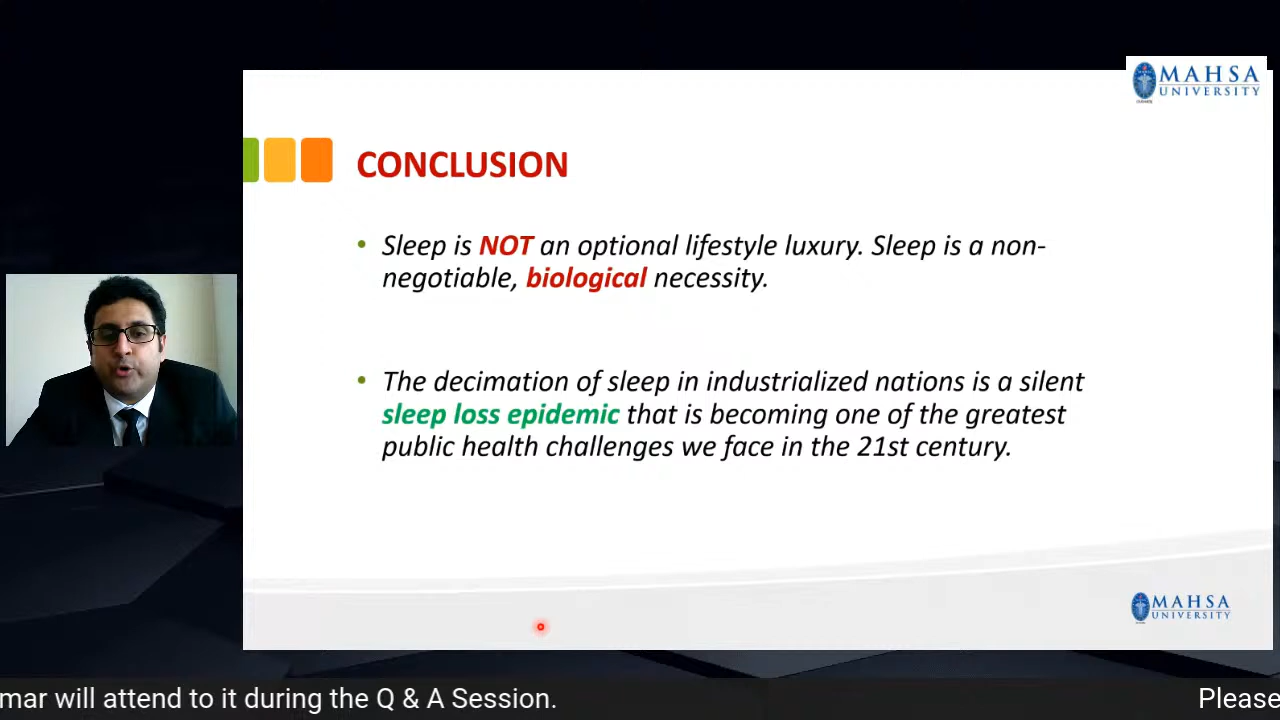 MAHSA
UNIVERSITY
CONCLUSION
• Sleep is NOT an optional lifestyle luxury. Sleep is a non-
negotiable, biological necessity.
• The decimation of sleep in industrialized nations is a silent
sleep loss epidemic that is becoming one of the greatest
public health challenges we face in the 21st century.
MAHSA
UNIVERSITY
mar will attend to it during the Q & A Session. Please